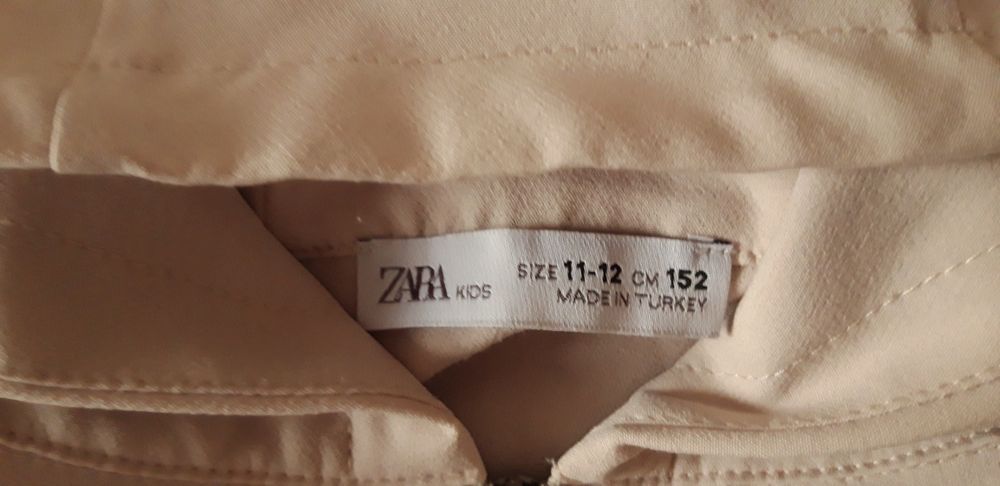 ZARA KIDS
SIZE 11-12 CM 152
MADE IN TURKEY